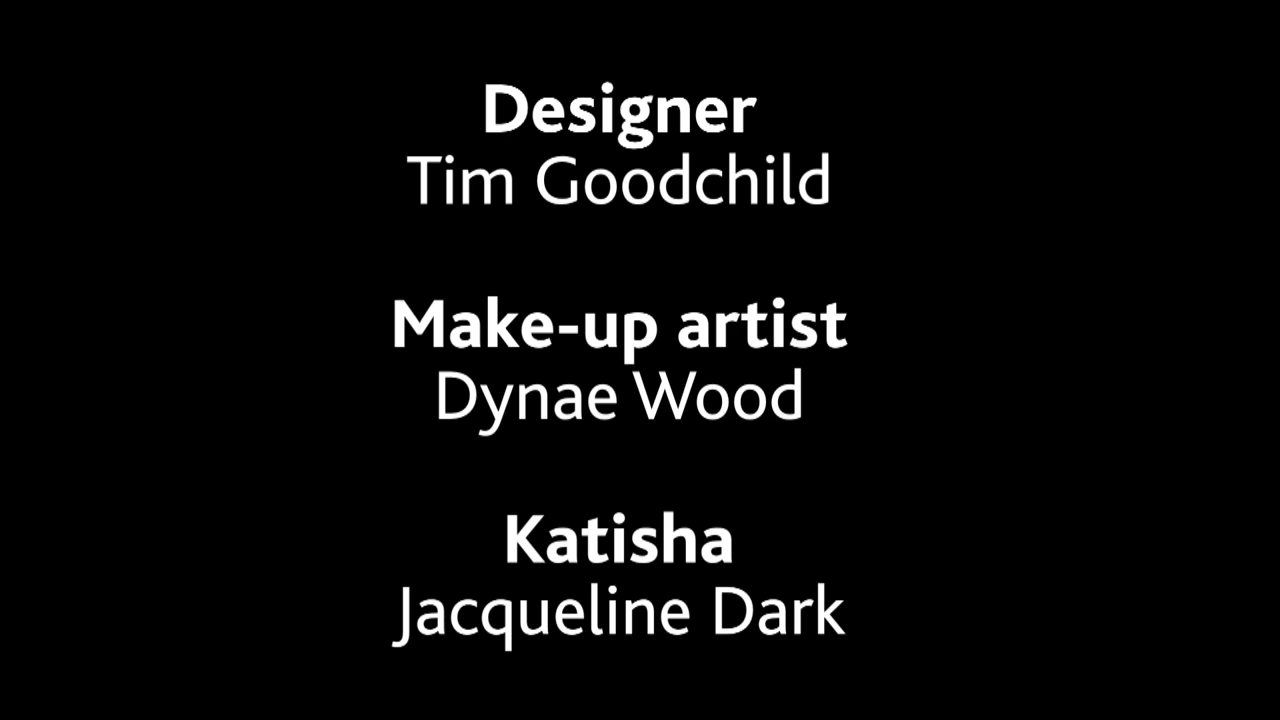 Designer
Tim Goodchild
Make-up artist
Dynae Wood
Katisha
Jacqueline Dark